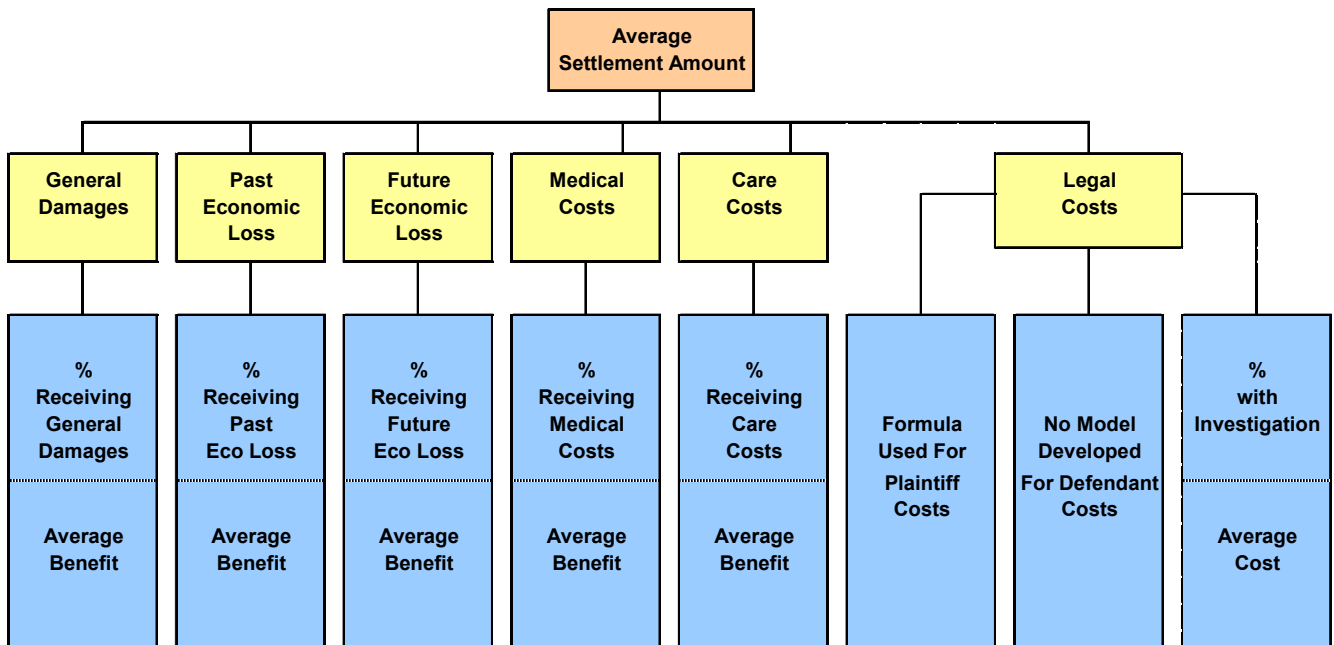 Average
Settlement Amount
General
Damages
Past
Economic
Loss
Future
Economic
Loss
Medical
Costs
Care
Costs
Legal
Costs
%
Receiving
General
Damages
Average
Benefit
%
Receiving
Past
Eco Loss
Average
Benefit
%
Receiving
Future
Eco Loss
Average
Benefit
%
Receiving
Medical
Costs
Average
Benefit
%
Receiving
Care
Costs
Average
Benefit
Formula
Used For
Plaintiff
Costs
No Model
Developed
For Defendant
Costs
%
with
Investigation
Average
Cost